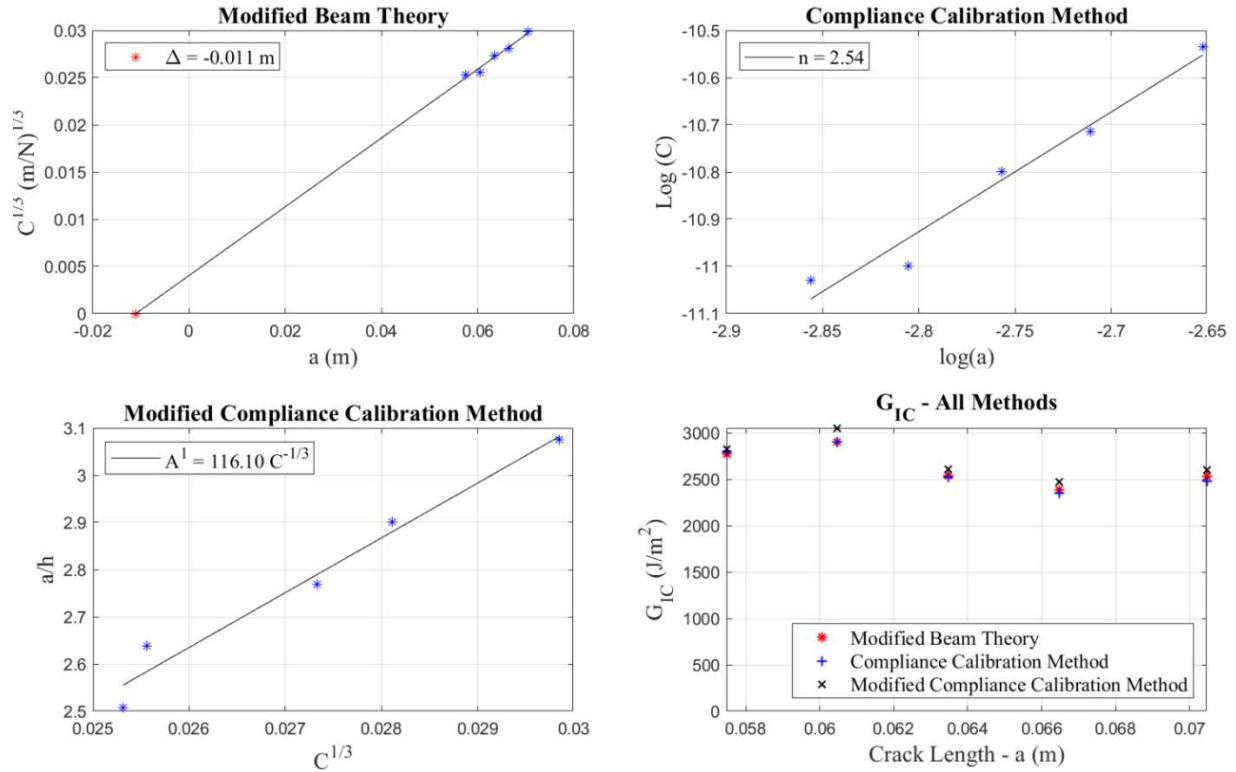 Modified Beam Theory
Δ = -0.011 m
0.03
0.025
0.02
0.015
0.01
0.005
0
C^1/3 (m/N)^1/3
-0.02
0
0.02
0.04
0.06
0.08
a (m)
Compliance Calibration Method
n = 2.54
-10.5
-10.6
-10.7
-10.8
-10.9
-11
-11.1
Log (C)
-2.9
-2.85
-2.8
-2.75
-2.7
-2.65
log(a)
Modified Compliance Calibration Method
A^1 = 116.10 C^-1/3
3.1
3
2.9
2.8
2.7
2.6
2.5
a/h
0.025
0.026
0.027
0.028
0.029
0.03
C^1/3
G_IC - All Methods
3000
2500
2000
1500
1000
500
0
G_IC (J/m^2)
Modified Beam Theory
Compliance Calibration Method
Modified Compliance Calibration Method
0.058
0.06
0.062
0.064
0.066
0.068
0.07
Crack Length - a (m)